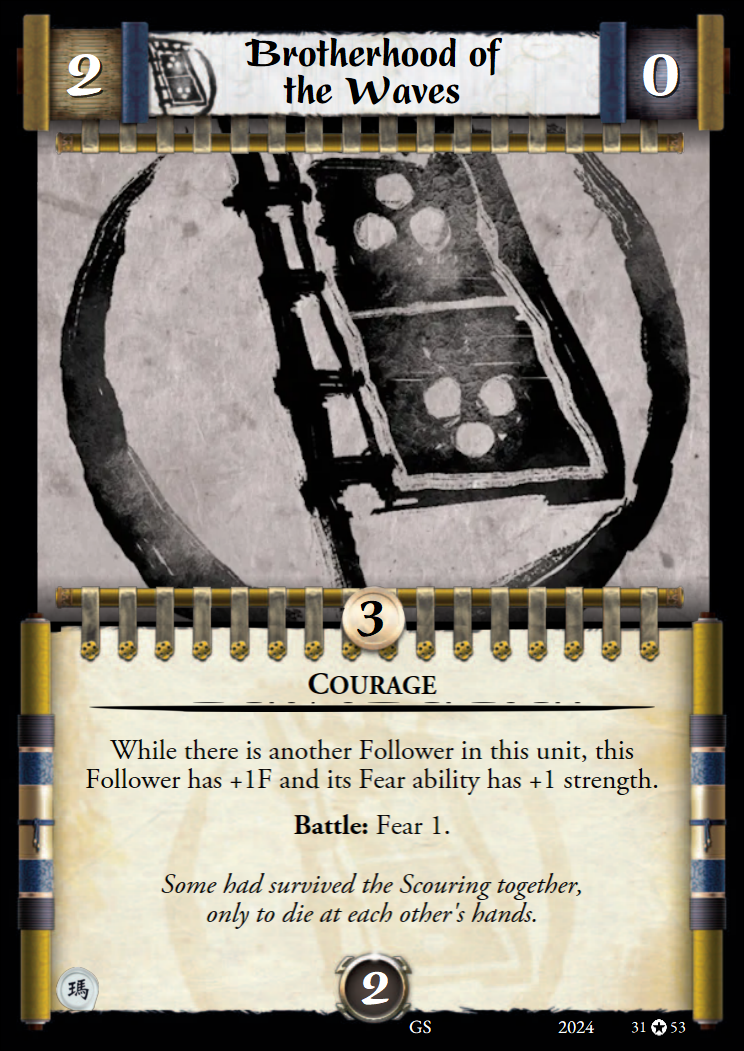 2
Brotherhood of
the Waves
0
3
COURAGE
While there is another Follower in this unit, this
Follower has +1F and its Fear ability has +1 strength.
Battle: Fear 1.
Some had survived the Scouring together,
only to die at each other's hands.
瑪
2
GS 2024 31 ✪ 53